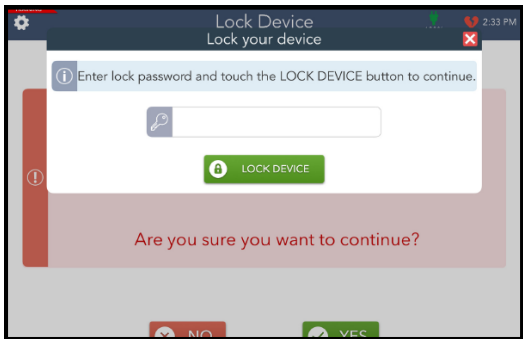 Lock Device
2:33 PM
Lock your device
Enter lock password and touch the LOCK DEVICE button to continue.
LOCK DEVICE
Are you sure you want to continue?
NO
YES